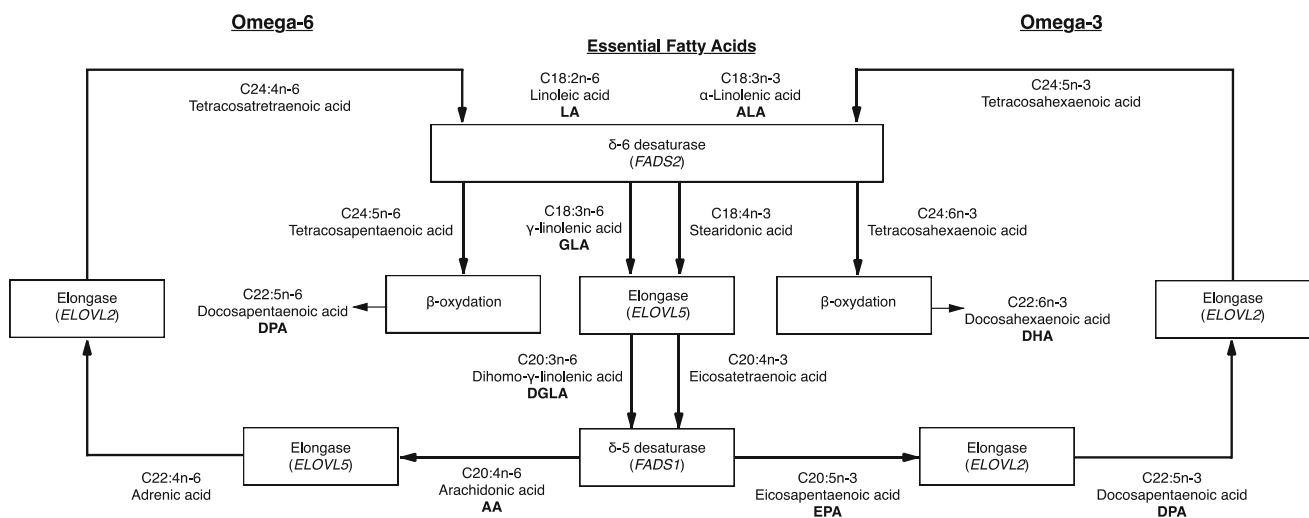 Omega-6
Omega-3
Essential Fatty Acids
C24:4n-6
Tetracosatretraenoic acid
C18:2n-6
Linoleic acid
LA
C18:3n-3
α-Linolenic acid
ALA
C24:5n-3
Tetracosahexaenoic acid
δ-6 desaturase
(FADS2)
C24:5n-6
Tetracosapentaenoic acid
C18:3n-6
γ-linolenic acid
GLA
C18:4n-3
Stearidonic acid
C24:6n-3
Tetracosahexaenoic acid
Elongase
(ELOVL2)
C22:5n-6
Docosapentaenoic acid
DPA
β-oxydation
Elongase
(ELOVL5)
β-oxydation
C22:6n-3
Docosahexaenoic acid
DHA
Elongase
(ELOVL2)
C20:3n-6
Dihomo-γ-linolenic acid
DGLA
C20:4n-3
Eicosatetraenoic acid
C22:4n-6
Adrenic acid
Elongase
(ELOVL5)
C20:4n-6
Arachidonic acid
AA
δ-5 desaturase
(FADS1)
C20:5n-3
Eicosapentaenoic acid
EPA
Elongase
(ELOVL2)
C22:5n-3
Docosapentaenoic acid
DPA